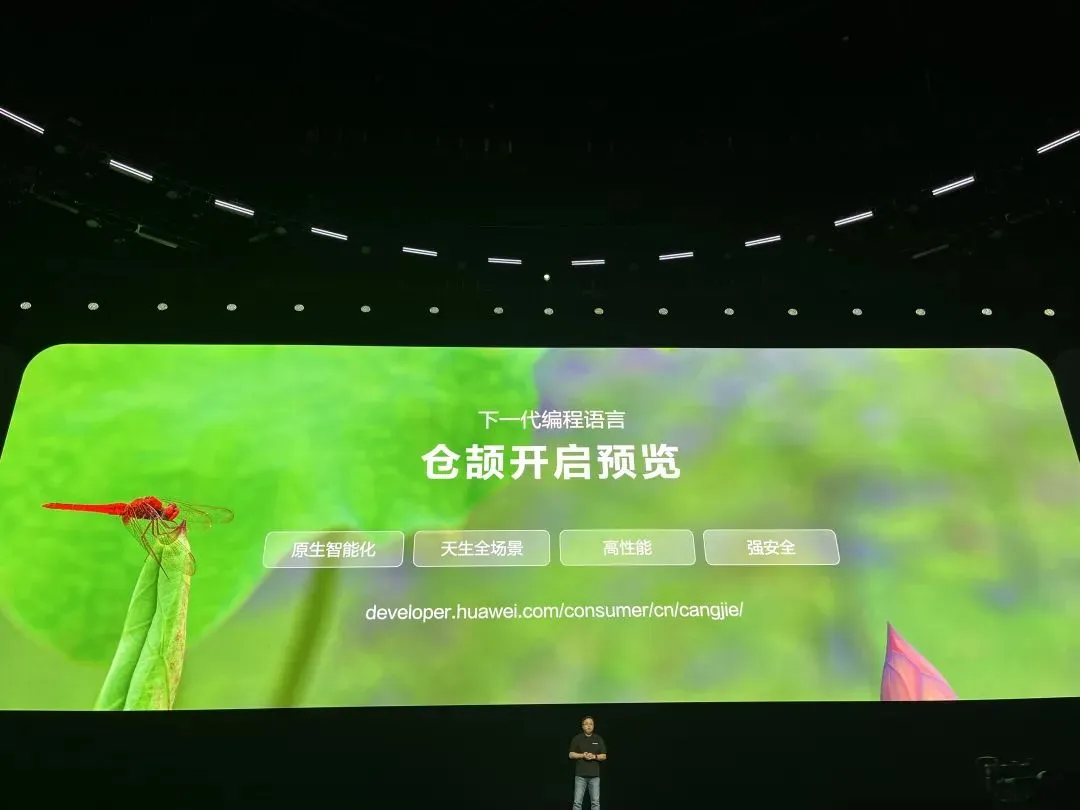 下一代编程语言
仓颉开启预览
原生智能化 天生全场景 高性能 强安全
developer.huawei.com/consumer/cn/cangjie/